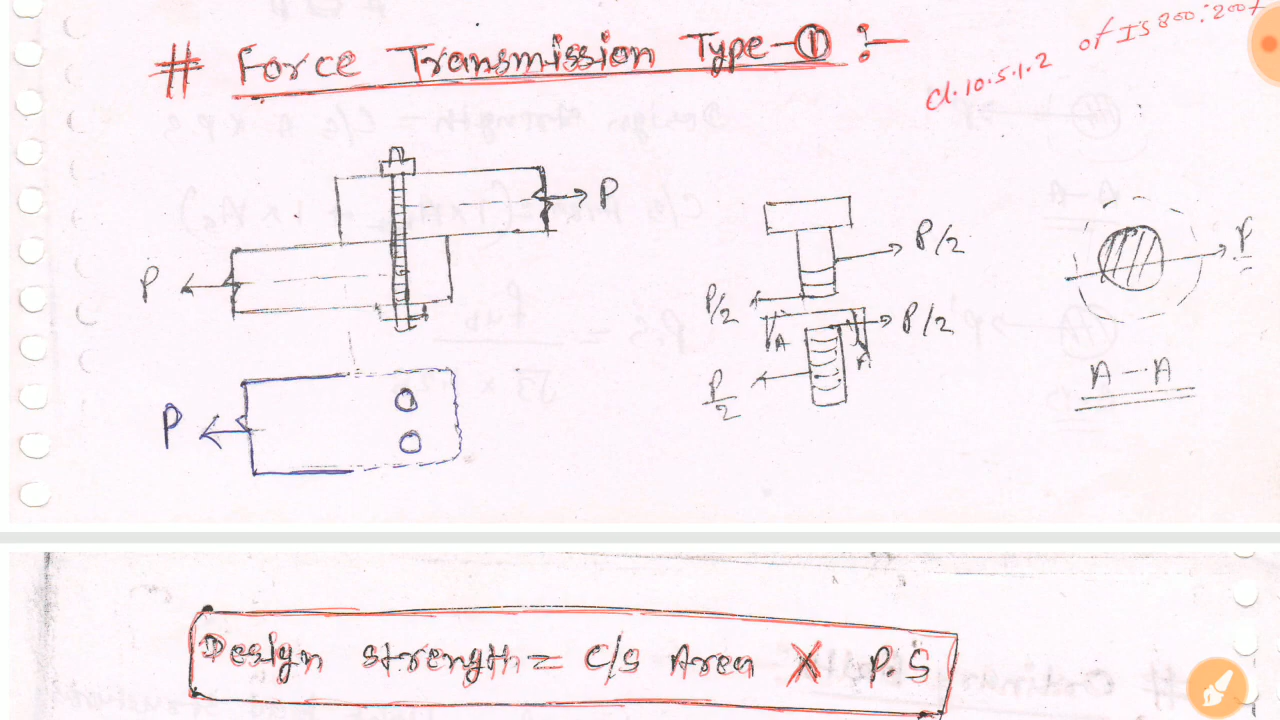 # Force Transmission Type-① :-
cl.10.5.1.2 of IS 800:2007
P
P
P
P/2
P/2
P/2
P/2
A
A
P
A--A
Design strength = c/s Area X P.S